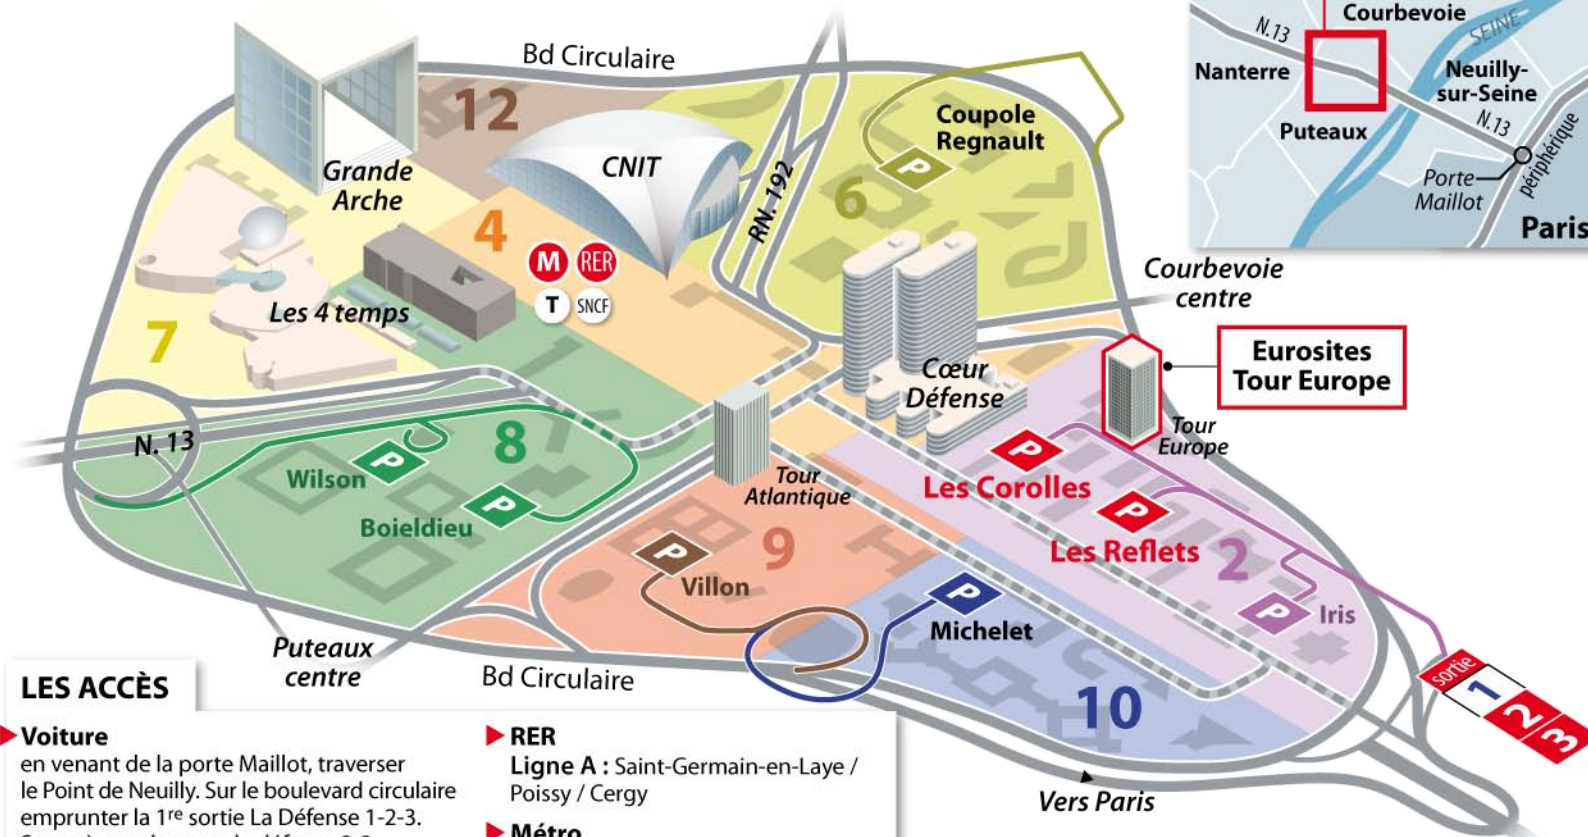 Bd Circulaire
12
Grande
Arche
CNIT
4
M
RER
T
SNCF
RN. 192
6
Coupole
Regnault
P
Les 4 temps
7
N. 13
8
Wilson
P
Boieldieu
P
Cœur
Défense
Tour
Atlantique
Courbevoie
centre
Eurosites
Tour Europe
Tour
Europe
P
Les Corolles
P
Les Reflets
2
P
Iris
9
P
Villon
P
Michelet
10
Puteaux
centre
Bd Circulaire
Vers Paris
sortie
1
2
3
N.13
Courbevoie
SEINE
Nanterre
Neuilly-
sur-Seine
Puteaux
N.13
Porte
Maillot
périphérique
Paris
LES ACCÈS
Voiture
en venant de la porte Maillot, traverser
le Point de Neuilly. Sur le boulevard circulaire
emprunter la 1re sortie La Défense 1-2-3.
RER
Ligne A : Saint-Germain-en-Laye /
Poissy / Cergy
Métro